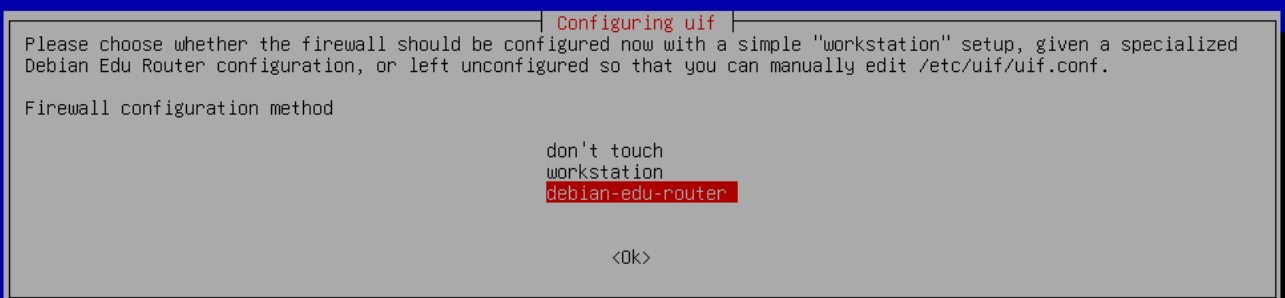 Configuring uif
Please choose whether the firewall should be configured now with a simple "workstation" setup, given a specialized
Debian Edu Router configuration, or left unconfigured so that you can manually edit /etc/uif/uif.conf.
Firewall configuration method
don't touch
workstation
debian-edu-router
<Ok>